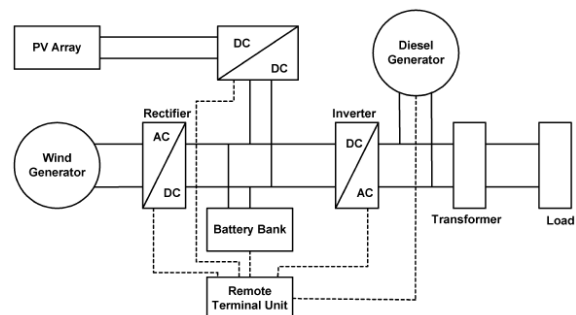 PV Array
DC
DC
Diesel
Generator
Rectifier
Inverter
AC
DC
DC
AC
Wind
Generator
Battery Bank
Transformer
Load
Remote
Terminal Unit